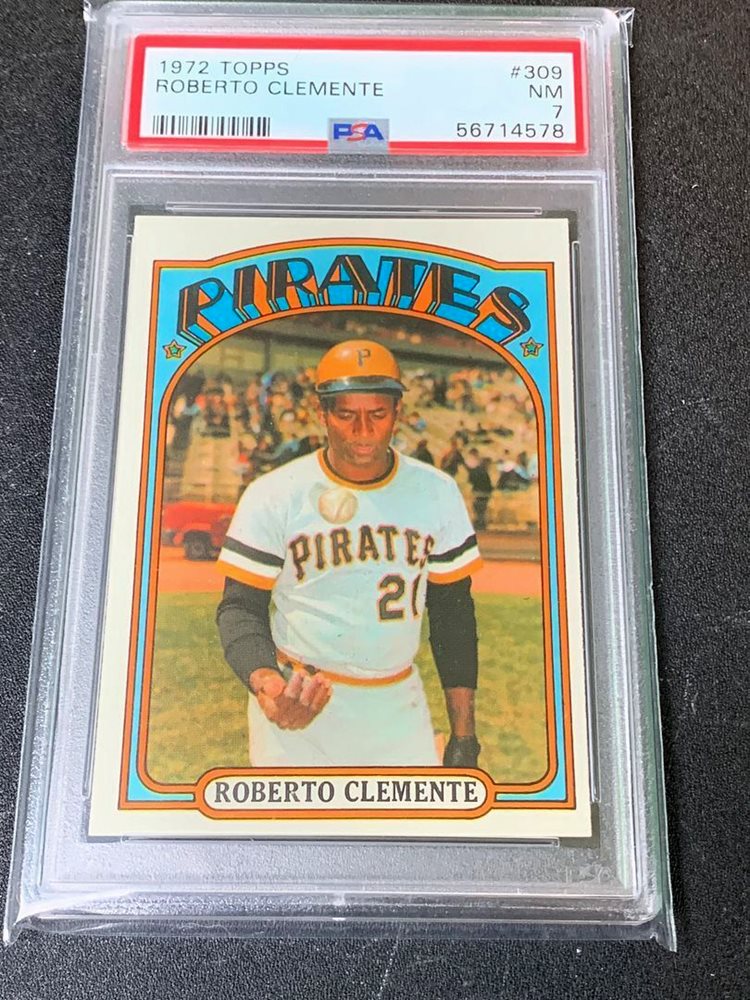 1972 TOPPS #309
ROBERTO CLEMENTE NM
7
PSA 56714578
PIRATES
P
PIRATES
21
ROBERTO CLEMENTE